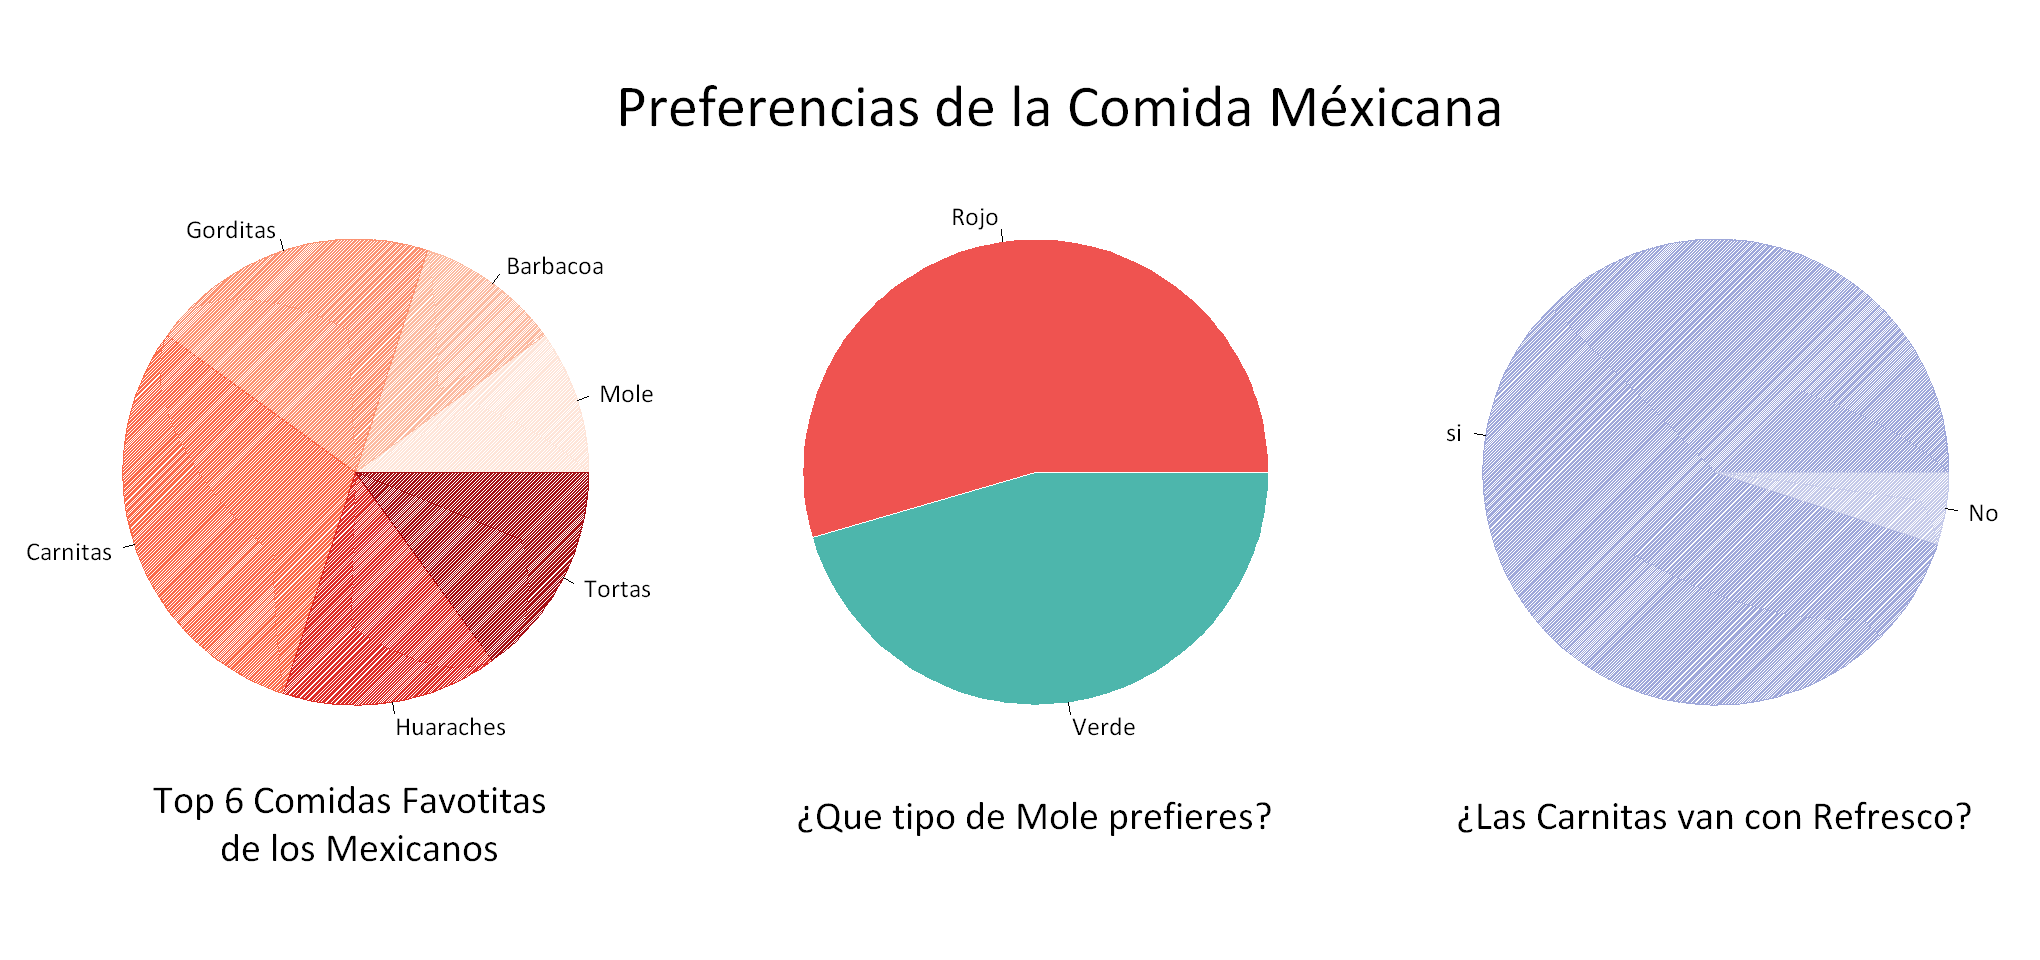 Preferencias de la Comida Méxicana
Gorditas
Barbacoa
Mole
Carnitas
Tortas
Huaraches
Top 6 Comidas Favotitas
de los Mexicanos
Rojo
Verde
¿Que tipo de Mole prefieres?
si
No
¿Las Carnitas van con Refresco?